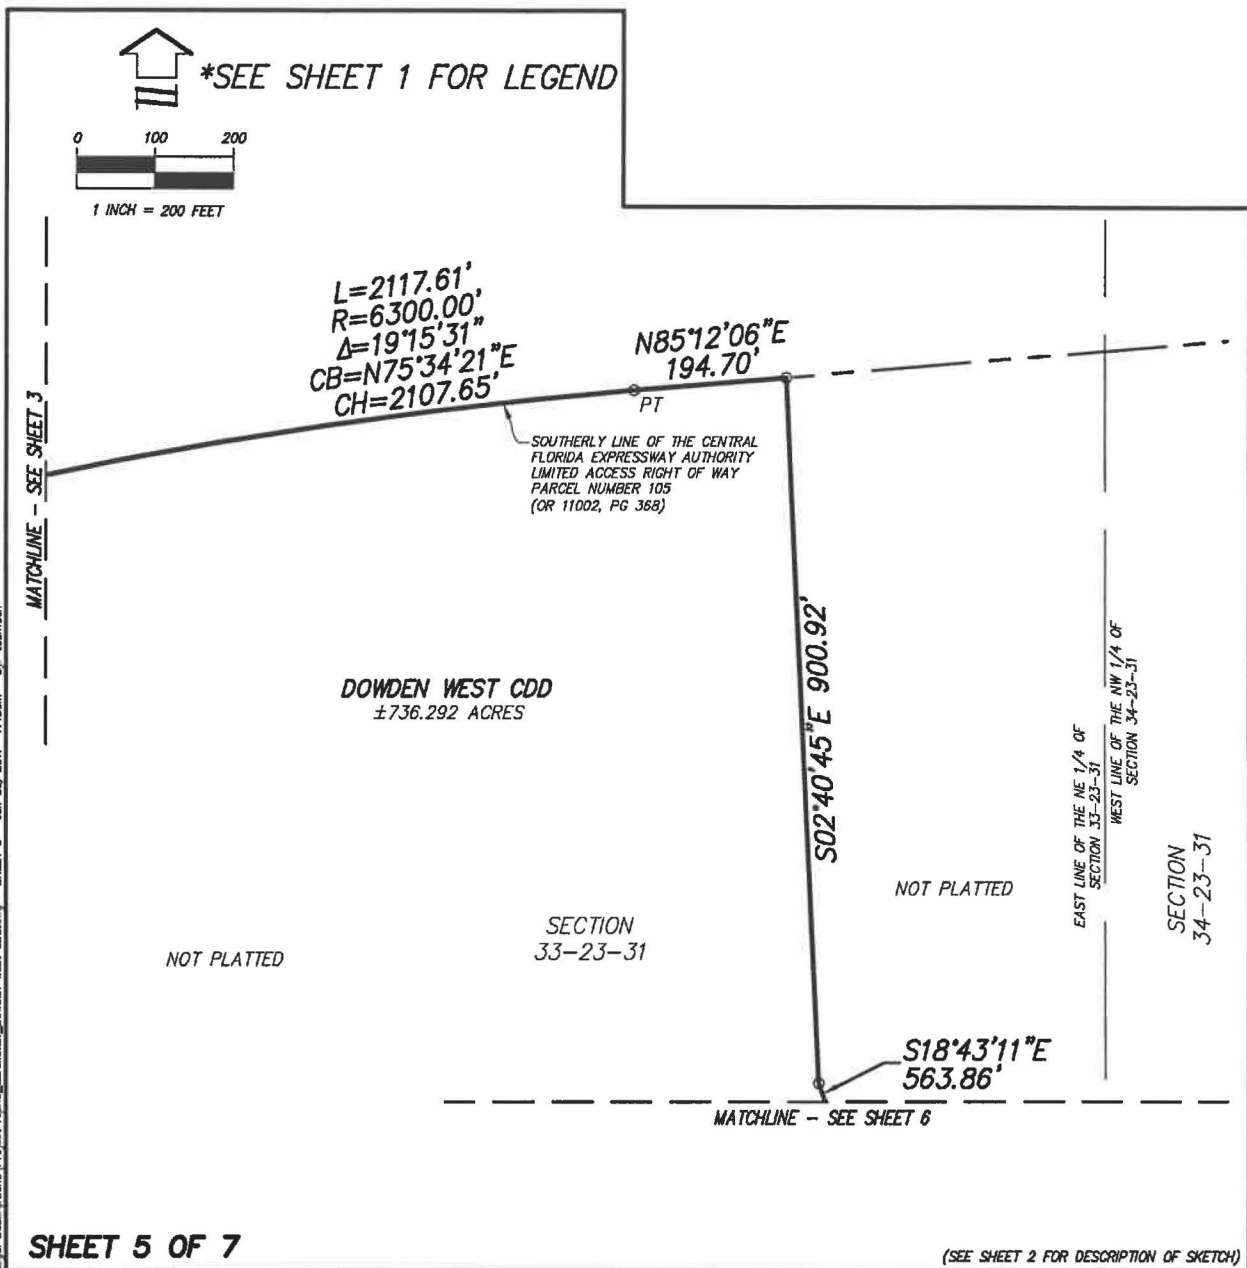 *SEE SHEET 1 FOR LEGEND
0 100 200
1 INCH = 200 FEET
MATCHLINE - SEE SHEET 3
L=2117.61'
R=6300.00'
Δ=19°15'31"
CB=N75°34'21"E
CH=2107.65'
N85°12'06"E
194.70'
PT
SOUTHERLY LINE OF THE CENTRAL
FLORIDA EXPRESSWAY AUTHORITY
LIMITED ACCESS RIGHT OF WAY
PARCEL NUMBER 105
(OR 11002, PG 368)
DOWDEN WEST CDD
±736.292 ACRES
S02°40'45"E 900.92'
EAST LINE OF THE NE 1/4 OF
SECTION 33-23-31
WEST LINE OF THE NW 1/4 OF
SECTION 34-23-31
SECTION
34-23-31
NOT PLATTED
SECTION
33-23-31
NOT PLATTED
S18°43'11"E
563.86'
MATCHLINE - SEE SHEET 6
SHEET 5 OF 7
(SEE SHEET 2 FOR DESCRIPTION OF SKETCH)